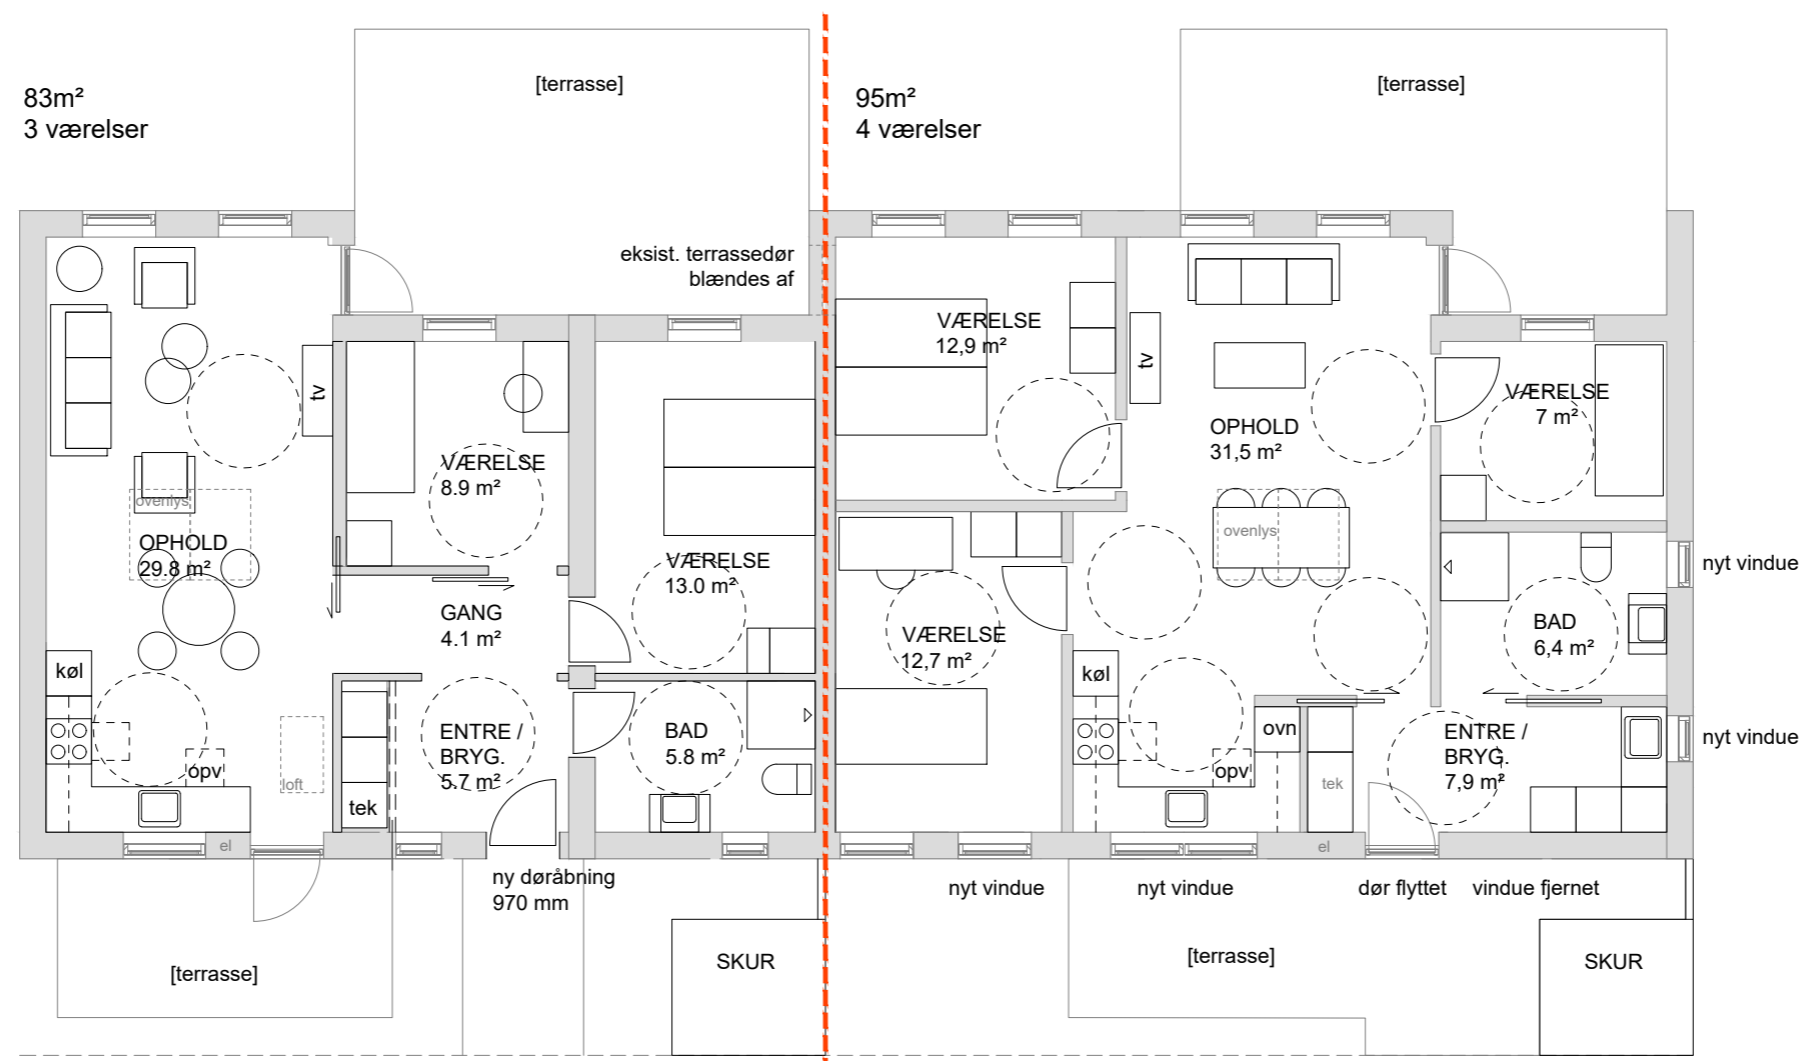 83m²
3 værelser
[terrasse]
eksist. terrassedør
blændes af
tv
VÆRELSE
8.9 m²
ovenlys
OPHOLD
29.8 m²
VÆRELSE
13.0 m²
GANG
4.1 m²
køl
ENTRE /
BRYG.
5.7 m²
BAD
5.8 m²
opv
loft
tek
el
ny døråbning
970 mm
[terrasse]
SKUR
95m²
4 værelser
[terrasse]
VÆRELSE
12,9 m²
tv
OPHOLD
31,5 m²
VÆRELSE
7 m²
ovenlys
nyt vindue
VÆRELSE
12,7 m²
BAD
6,4 m²
køl
ovn
opv
tek
ENTRE /
BRYG.
7,9 m²
nyt vindue
el
nyt vindue
nyt vindue
dør flyttet
vindue fjernet
[terrasse]
SKUR